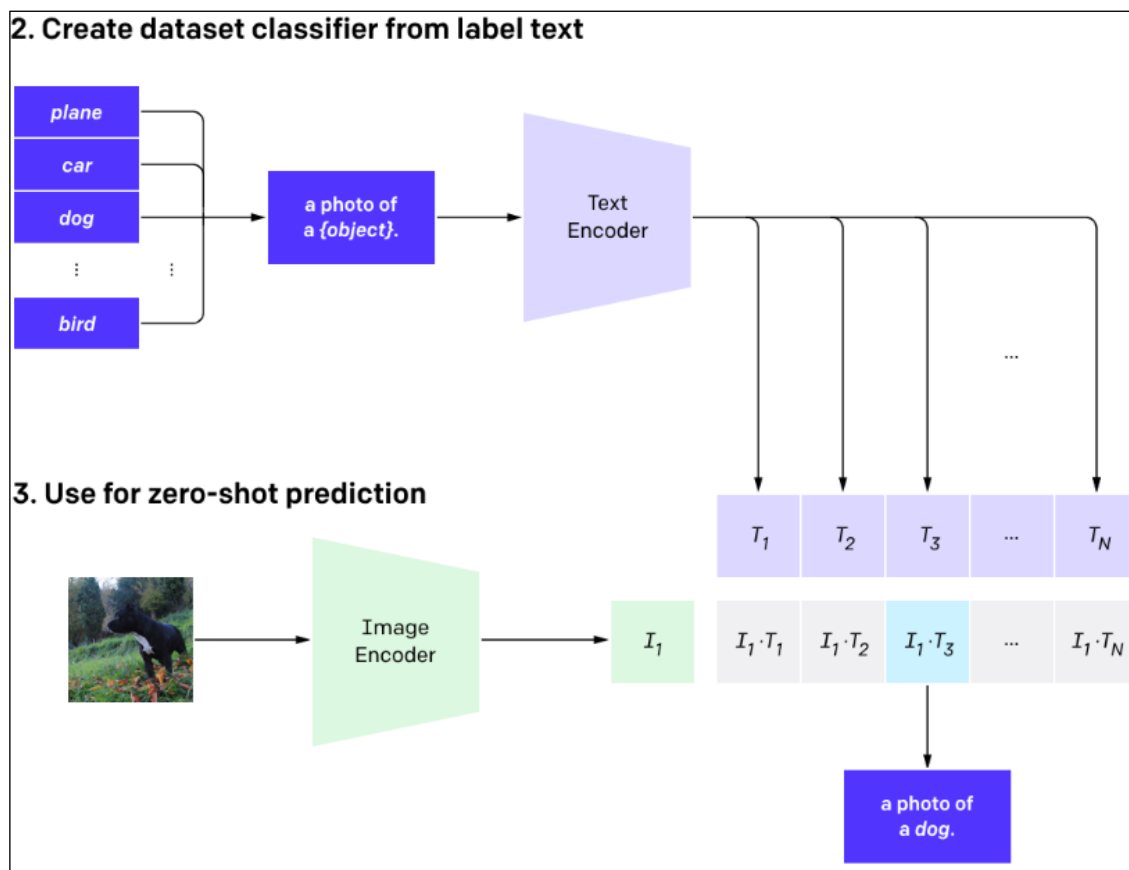 2. Create dataset classifier from label text
plane
car
dog
⋮ ⋮
bird
a photo of
a {object}.
Text
Encoder
...
3. Use for zero-shot prediction
Image
Encoder
I₁
T₁ T₂ T₃ ... T_N
I₁·T₁ I₁·T₂ I₁·T₃ ... I₁·T_N
a photo of
a dog.